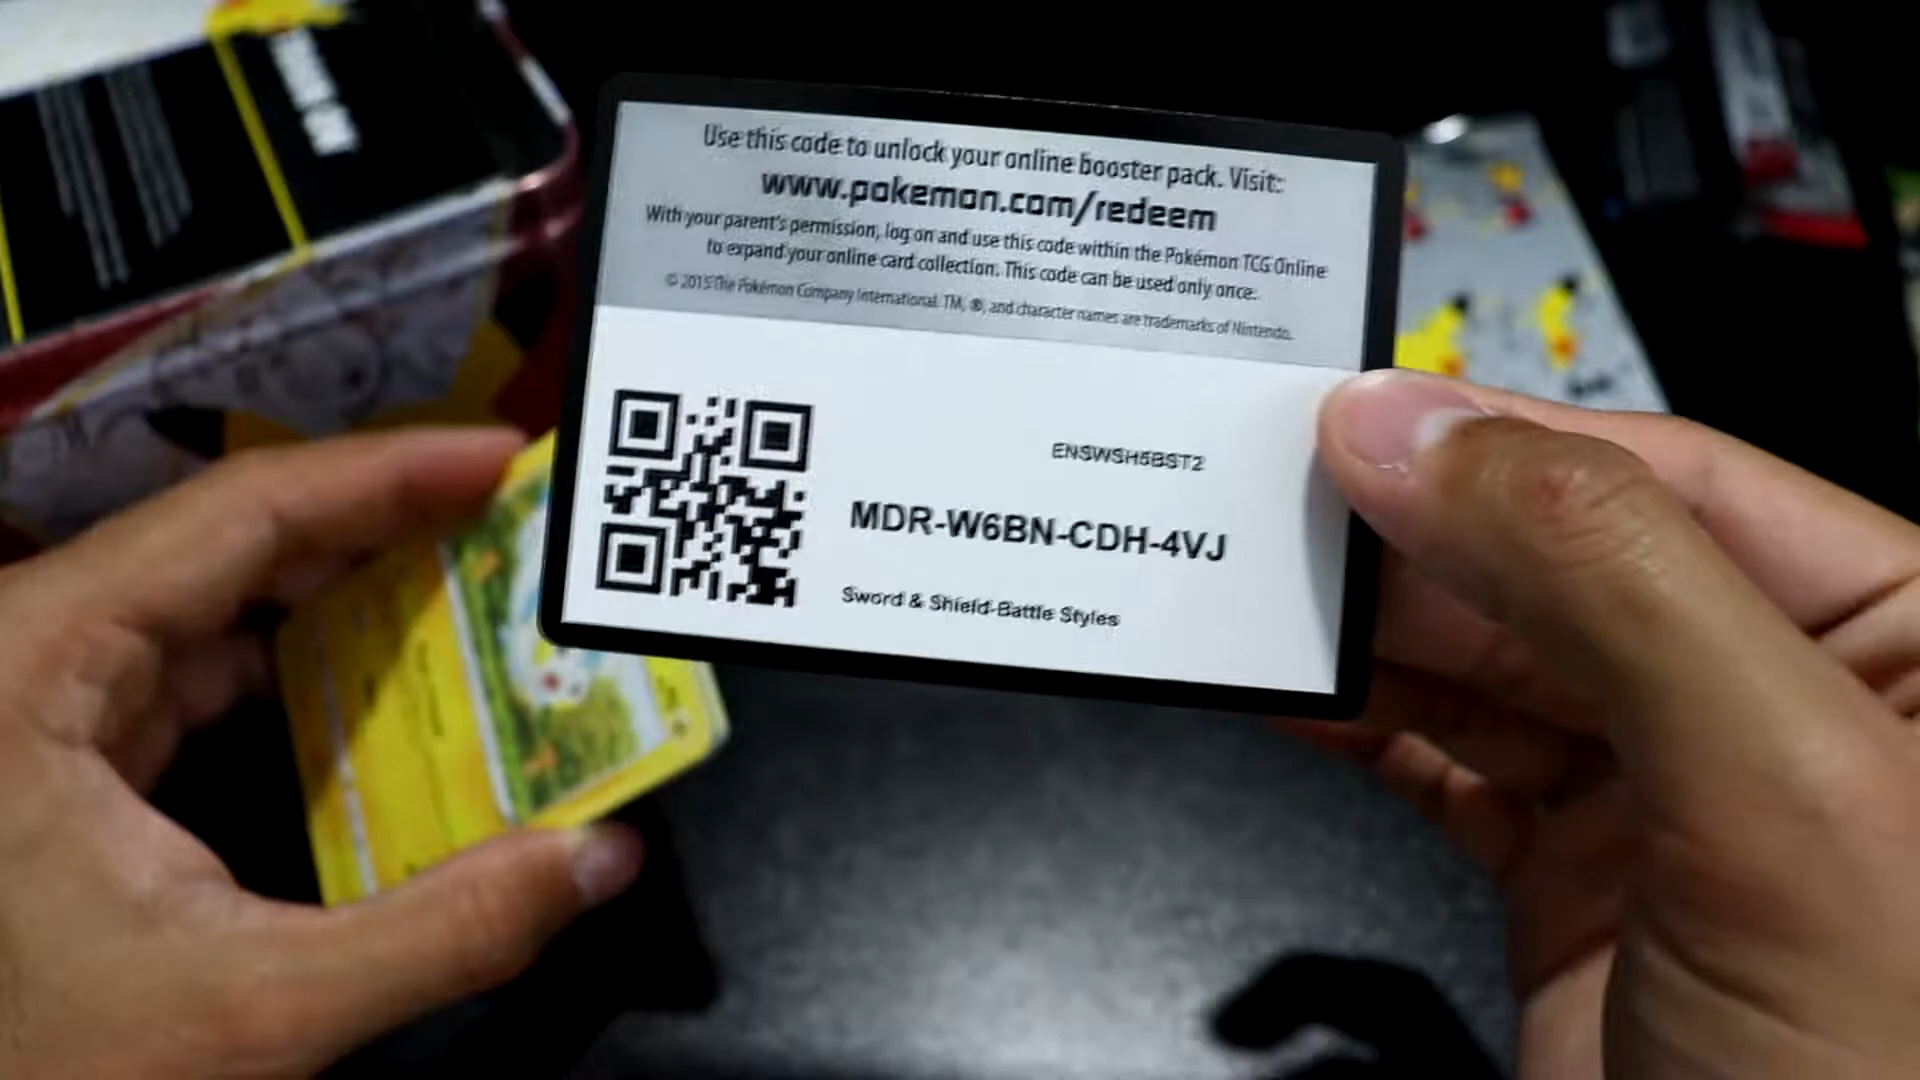 Use this code to unlock your online booster pack. Visit:
www.pokemon.com/redeem
With your parent's permission, log on and use this code within the Pokémon TCG Online
to expand your online card collection. This code can be used only once.
© 2015 The Pokémon Company International. TM, ®, and character names are trademarks of Nintendo.
ENSWSH5BST2
MDR-W6BN-CDH-4VJ
Sword & Shield-Battle Styles